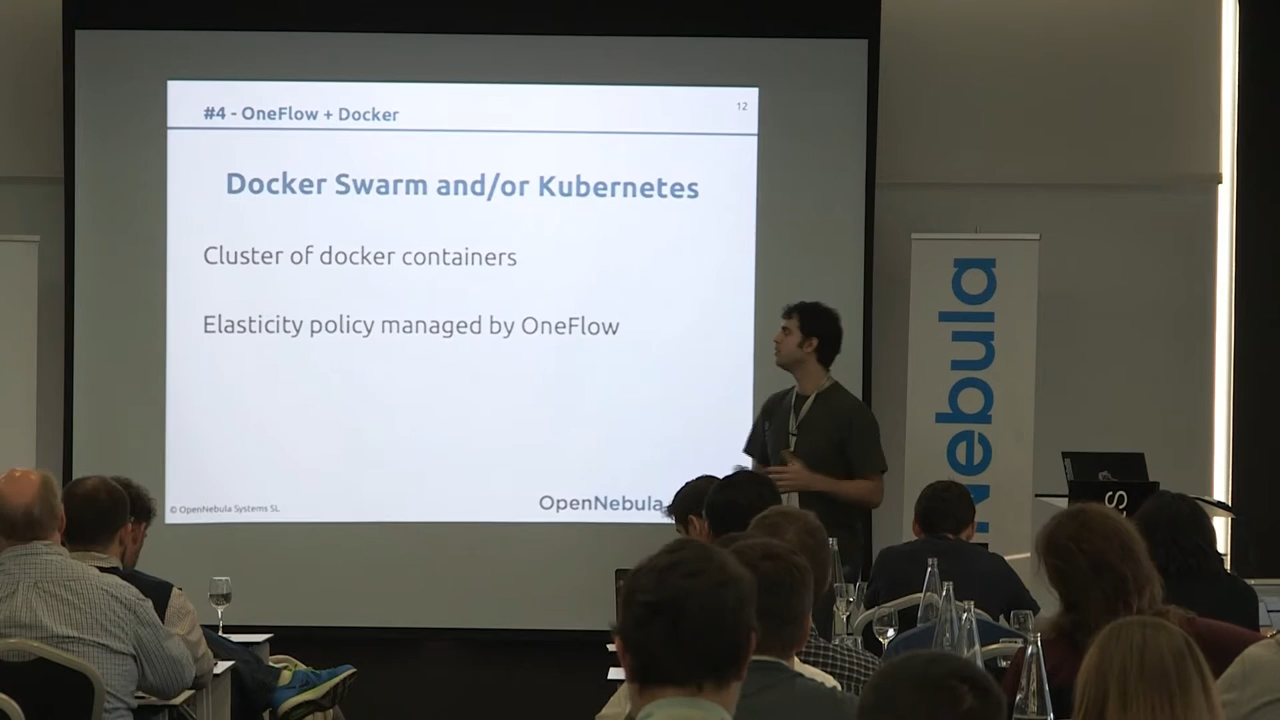 #4 - OneFlow + Docker
12
Docker Swarm and/or Kubernetes
Cluster of docker containers
Elasticity policy managed by OneFlow
© OpenNebula Systems SL
OpenNebula
Nebula